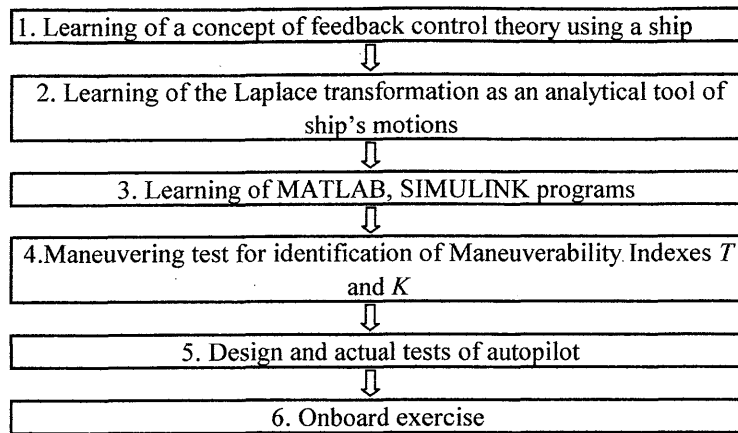 1. Learning of a concept of feedback control theory using a ship
2. Learning of the Laplace transformation as an analytical tool of
ship's motions
3. Learning of MATLAB, SIMULINK programs
4.Maneuvering test for identification of Maneuverability Indexes T
and K
5. Design and actual tests of autopilot
6. Onboard exercise